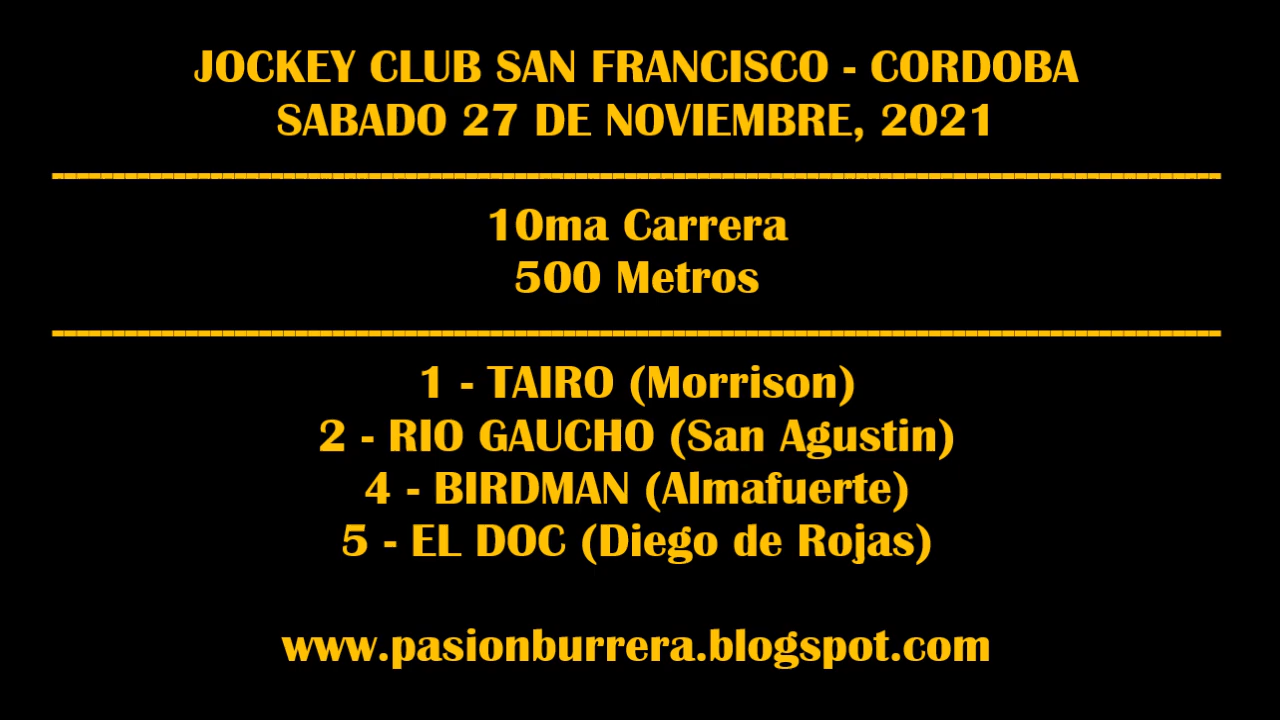 JOCKEY CLUB SAN FRANCISCO - CORDOBA
SABADO 27 DE NOVIEMBRE, 2021
10ma Carrera
500 Metros
1 - TAIRO (Morrison)
2 - RIO GAUCHO (San Agustin)
4 - BIRDMAN (Almafuerte)
5 - EL DOC (Diego de Rojas)
www.pasionburrera.blogspot.com